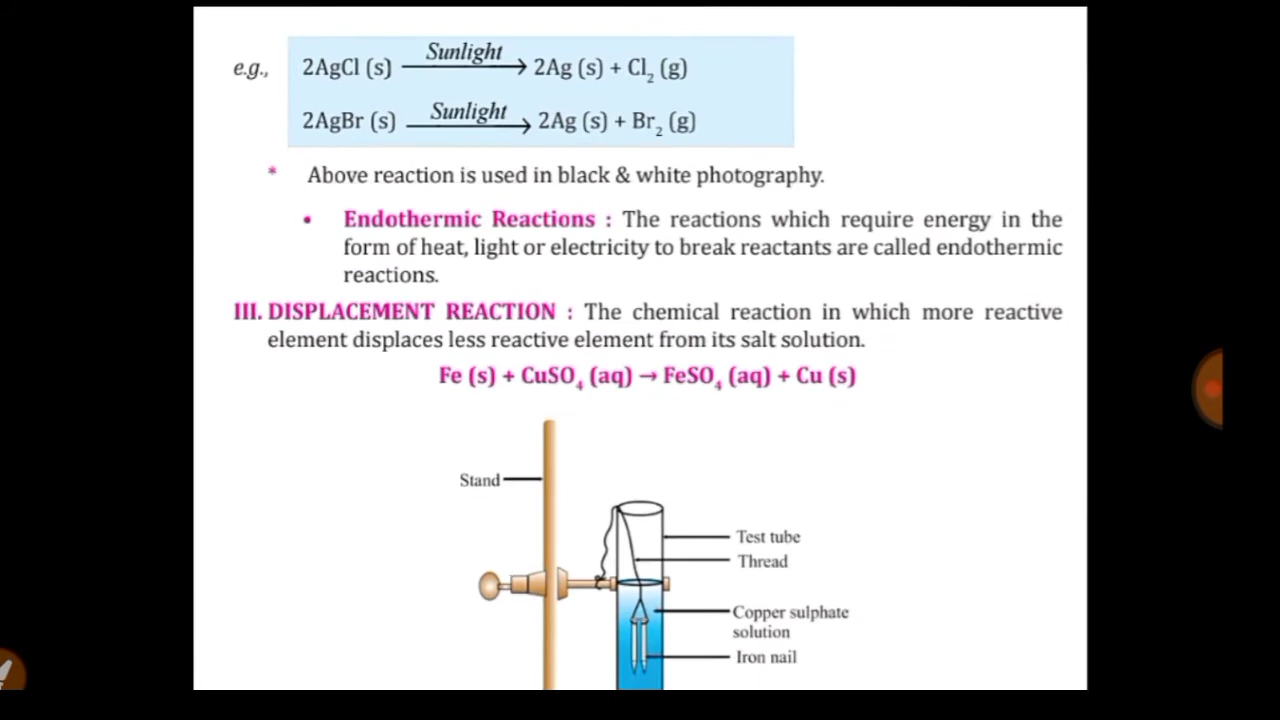 e.g., 2AgCl (s) Sunlight → 2Ag (s) + Cl₂ (g)
2AgBr (s) Sunlight → 2Ag (s) + Br₂ (g)
* Above reaction is used in black & white photography.
• Endothermic Reactions : The reactions which require energy in the
form of heat, light or electricity to break reactants are called endothermic
reactions.
III. DISPLACEMENT REACTION : The chemical reaction in which more reactive
element displaces less reactive element from its salt solution.
Fe (s) + CuSO₄ (aq) → FeSO₄ (aq) + Cu (s)
Stand
Test tube
Thread
Copper sulphate
solution
Iron nail